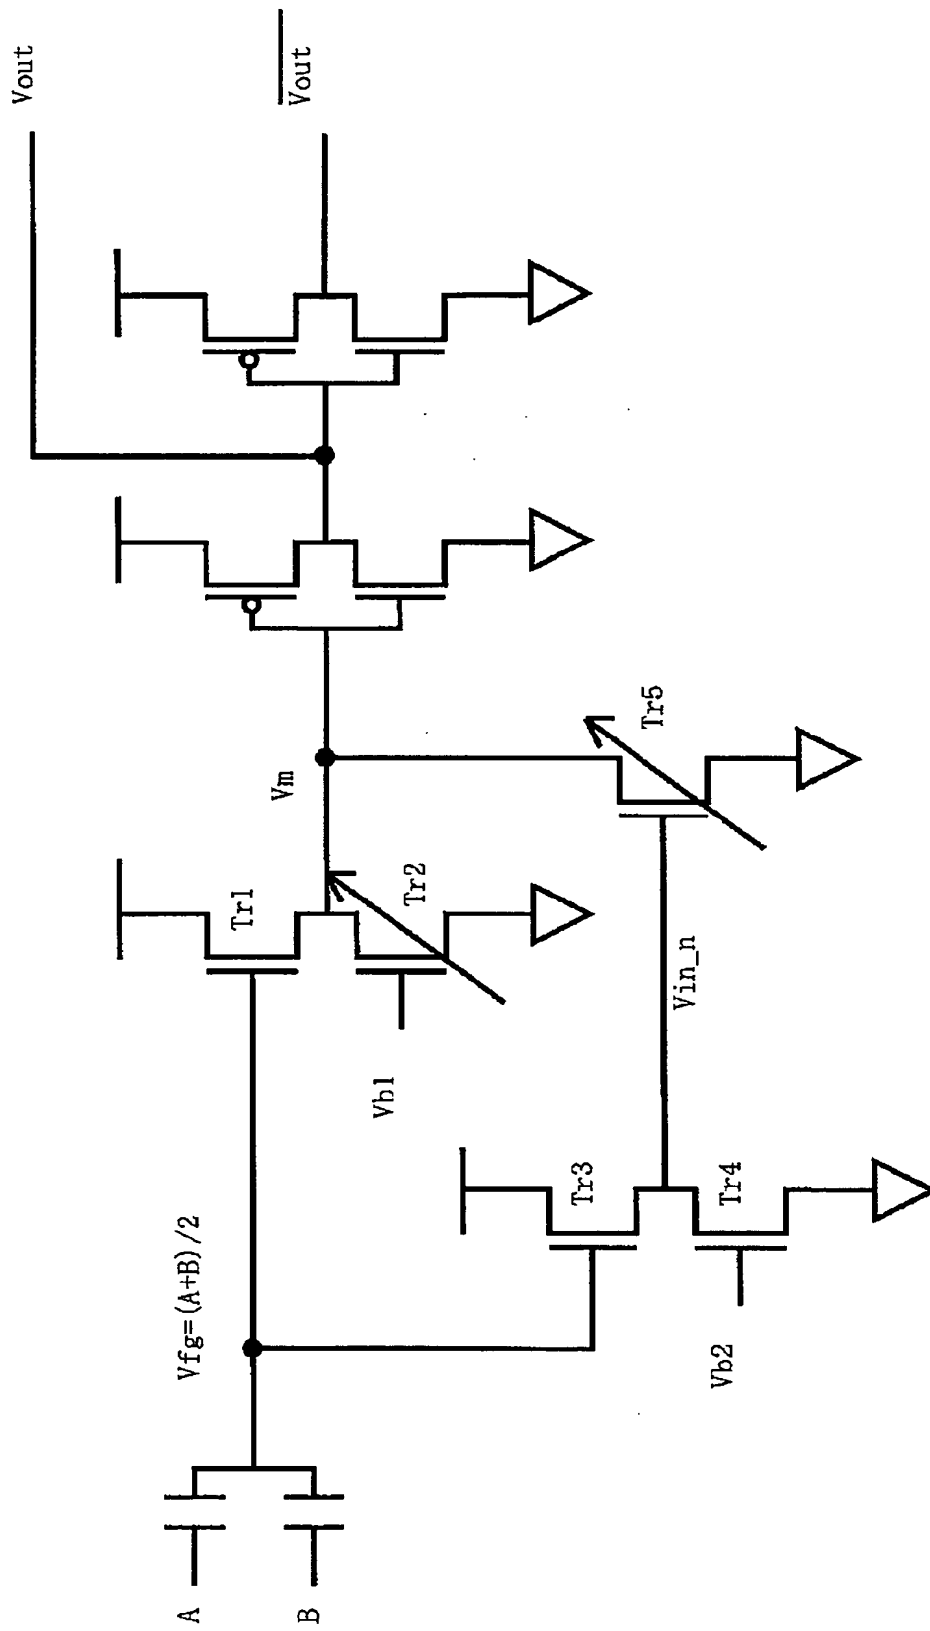 A
B
Vfg=(A+B)/2
Vb1
Vb2
Tr1
Tr2
Tr3
Tr4
Vin_n
Vm
Tr5
Vout
Vout